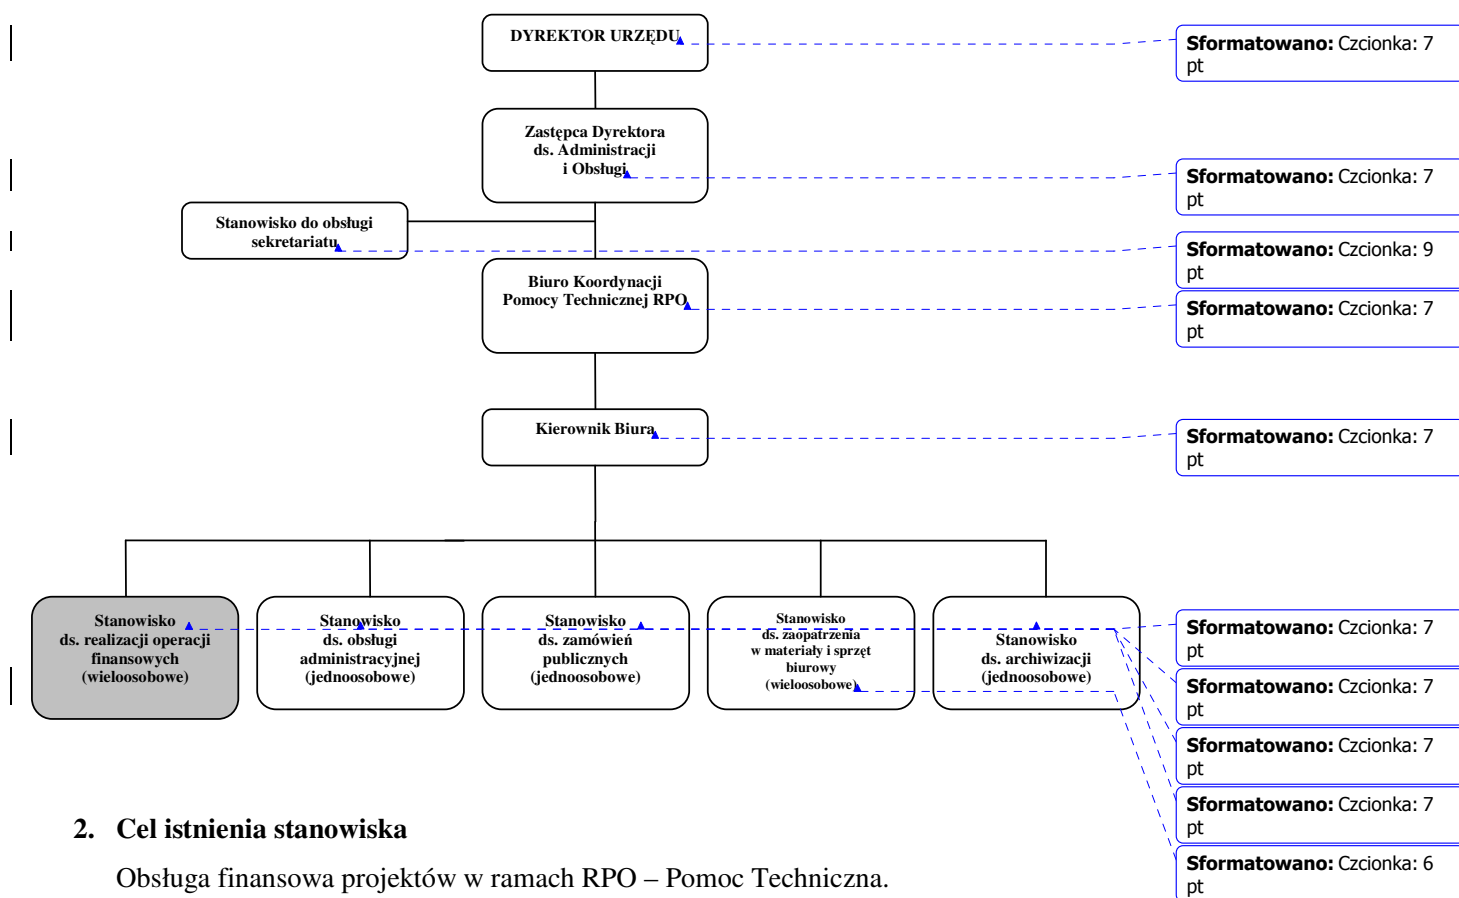 DYREKTOR URZĘDU
Sformatowano: Czcionka: 7
pt
Zastępca Dyrektora
ds. Administracji
i Obsługi
Sformatowano: Czcionka: 7
pt
Stanowisko do obsługi
sekretariatu
Sformatowano: Czcionka: 9
pt
Biuro Koordynacji
Pomocy Technicznej RPO
Sformatowano: Czcionka: 7
pt
Kierownik Biura
Sformatowano: Czcionka: 7
pt
Stanowisko
ds. realizacji operacji
finansowych
(wieloosobowe)
Stanowisko
ds. obsługi
administracyjnej
(jednoosobowe)
Stanowisko
ds. zamówień
publicznych
(jednoosobowe)
Stanowisko
ds. zaopatrzenia
w materiały i sprzęt
biurowy
(wieloosobowe)
Stanowisko
ds. archiwizacji
(jednoosobowe)
Sformatowano: Czcionka: 7
pt
Sformatowano: Czcionka: 7
pt
Sformatowano: Czcionka: 7
pt
Sformatowano: Czcionka: 7
pt
Sformatowano: Czcionka: 6
pt
2. Cel istnienia stanowiska
Obsługa finansowa projektów w ramach RPO – Pomoc Techniczna.